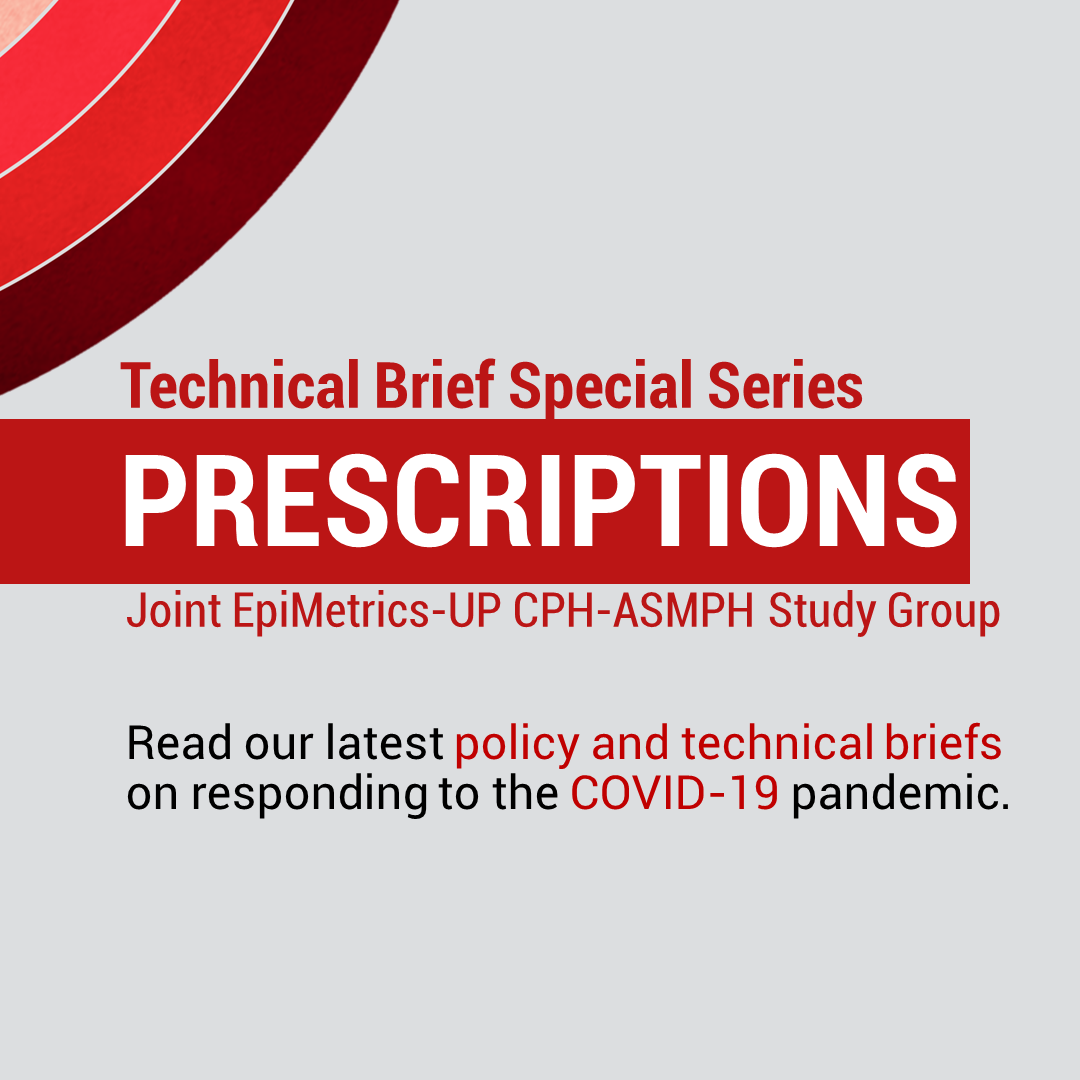 Technical Brief Special Series
PRESCRIPTIONS
Joint EpiMetrics-UP CPH-ASMPH Study Group
Read our latest policy and technical briefs
on responding to the COVID-19 pandemic.